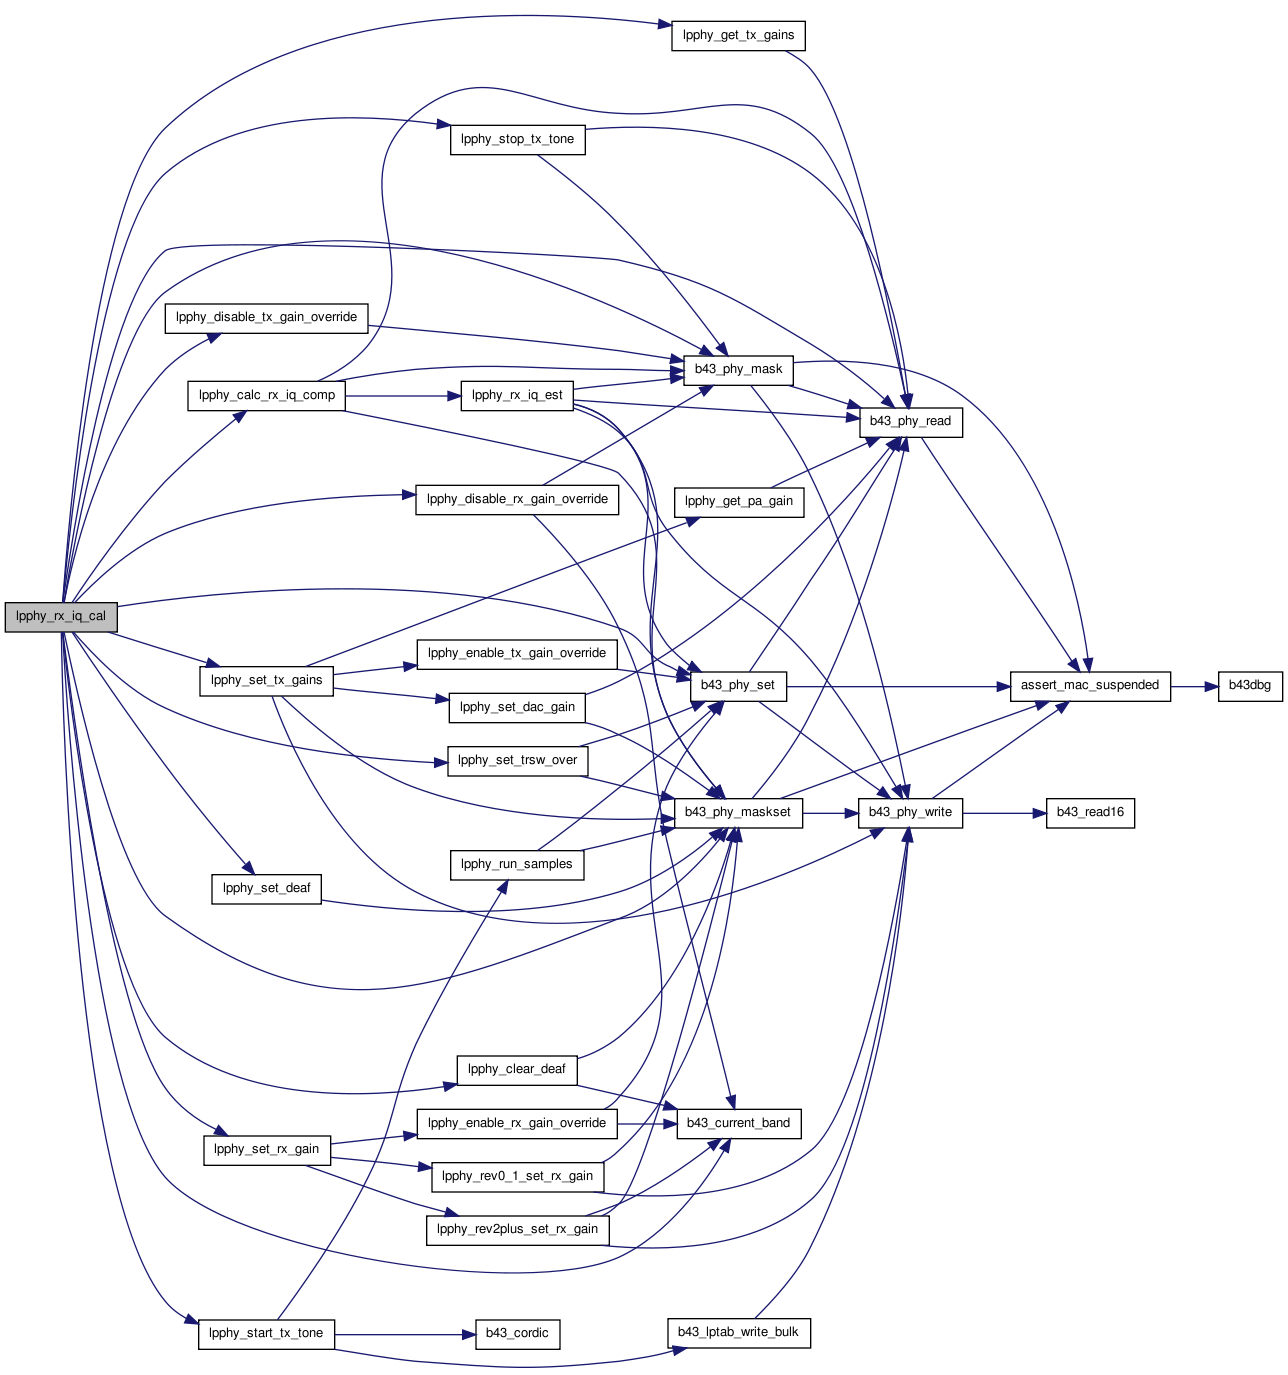 lpphy_get_tx_gains
lpphy_stop_tx_tone
lpphy_disable_tx_gain_override
b43_phy_mask
lpphy_calc_rx_iq_comp
lpphy_rx_iq_est
b43_phy_read
lpphy_disable_rx_gain_override
lpphy_get_pa_gain
lpphy_rx_iq_cal
lpphy_enable_tx_gain_override
lpphy_set_tx_gains
b43_phy_set
assert_mac_suspended
b43dbg
lpphy_set_dac_gain
lpphy_set_trsw_over
b43_phy_maskset
b43_phy_write
b43_read16
lpphy_run_samples
lpphy_set_deaf
lpphy_clear_deaf
lpphy_enable_rx_gain_override
b43_current_band
lpphy_set_rx_gain
lpphy_rev0_1_set_rx_gain
lpphy_rev2plus_set_rx_gain
lpphy_start_tx_tone
b43_cordic
b43_lptab_write_bulk